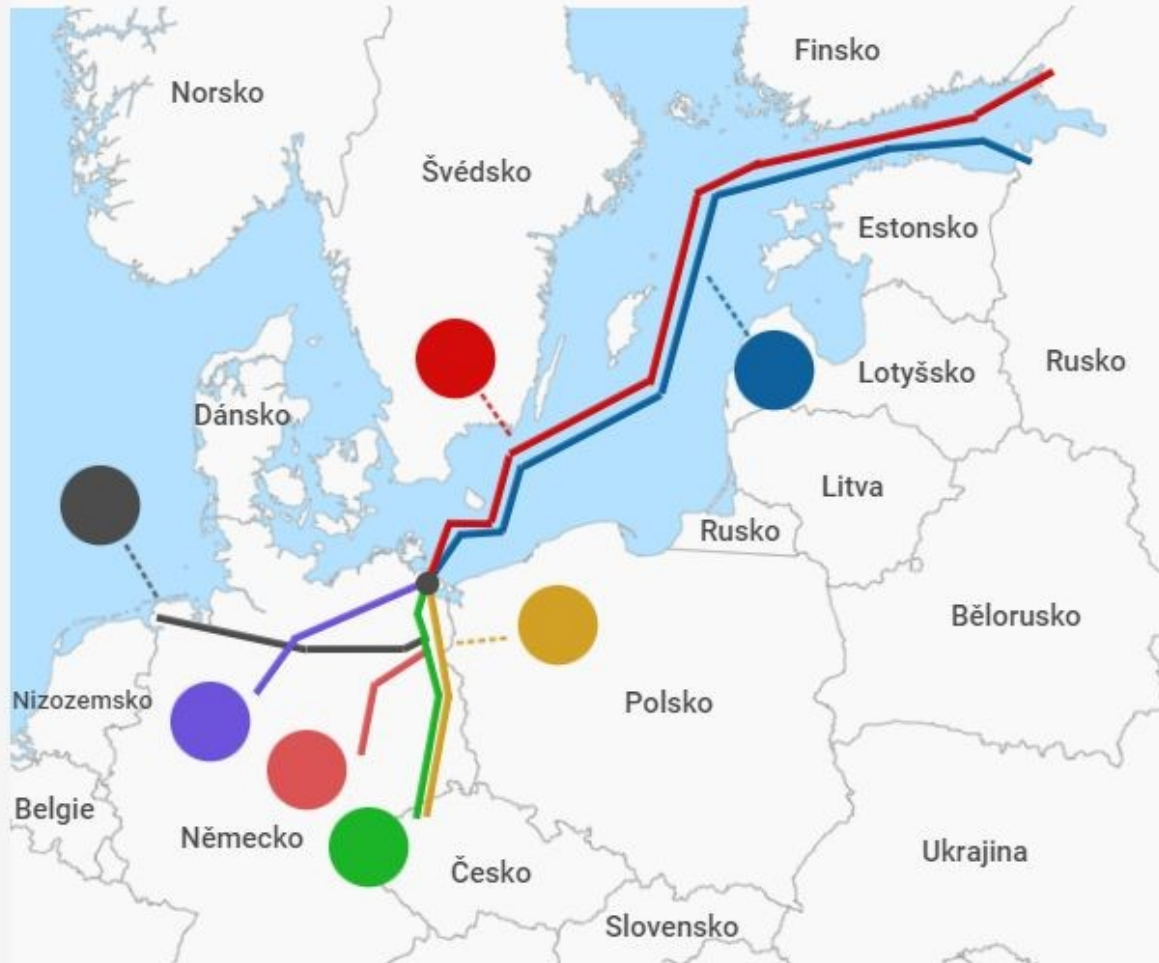 Finsko
Norsko
Švédsko
Estonsko
Rusko
Lotyšsko
Dánsko
Litva
Rusko
Bělorusko
Nizozemsko
Polsko
Belgie
Německo
Ukrajina
Česko
Slovensko